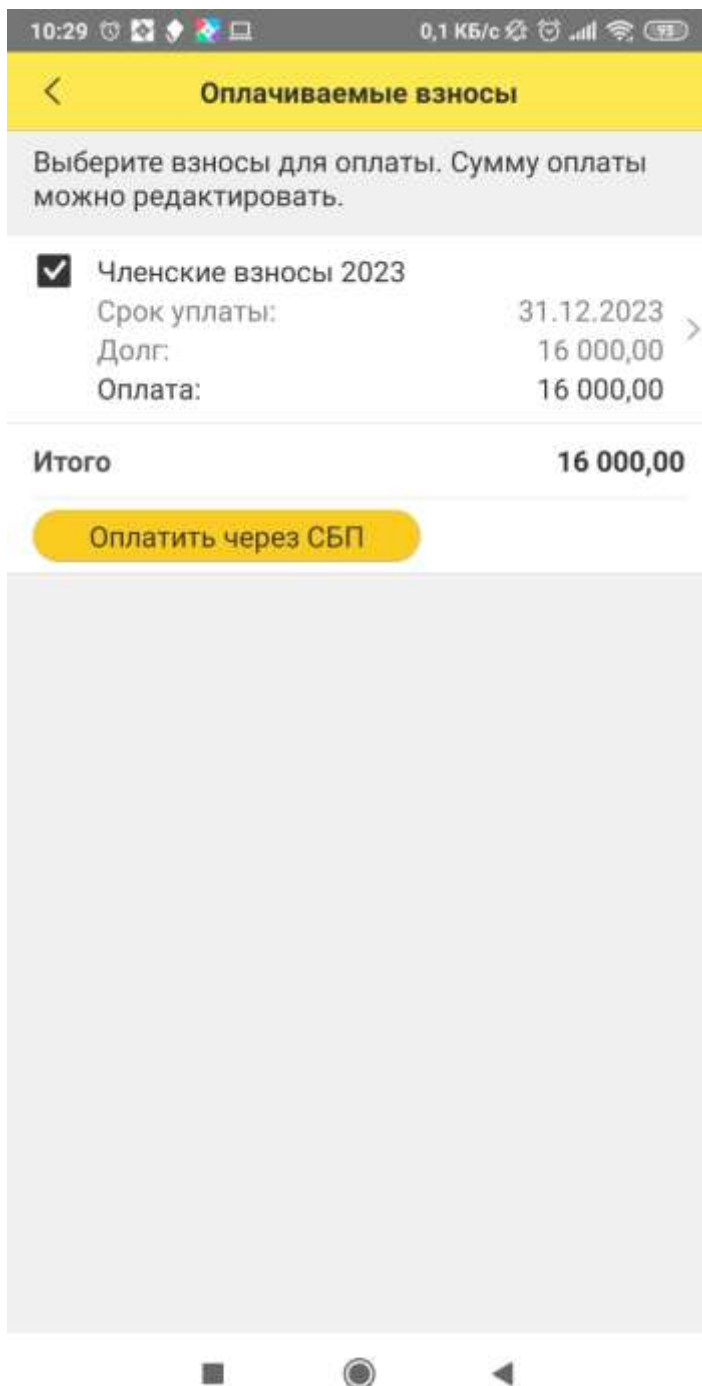 10:29 0,1 КБ/с 93
Оплачиваемые взносы
Выберите взносы для оплаты. Сумму оплаты
можно редактировать.
Членские взносы 2023
Срок уплаты: 31.12.2023
Долг: 16 000,00
Оплата: 16 000,00
Итого 16 000,00
Оплатить через СБП